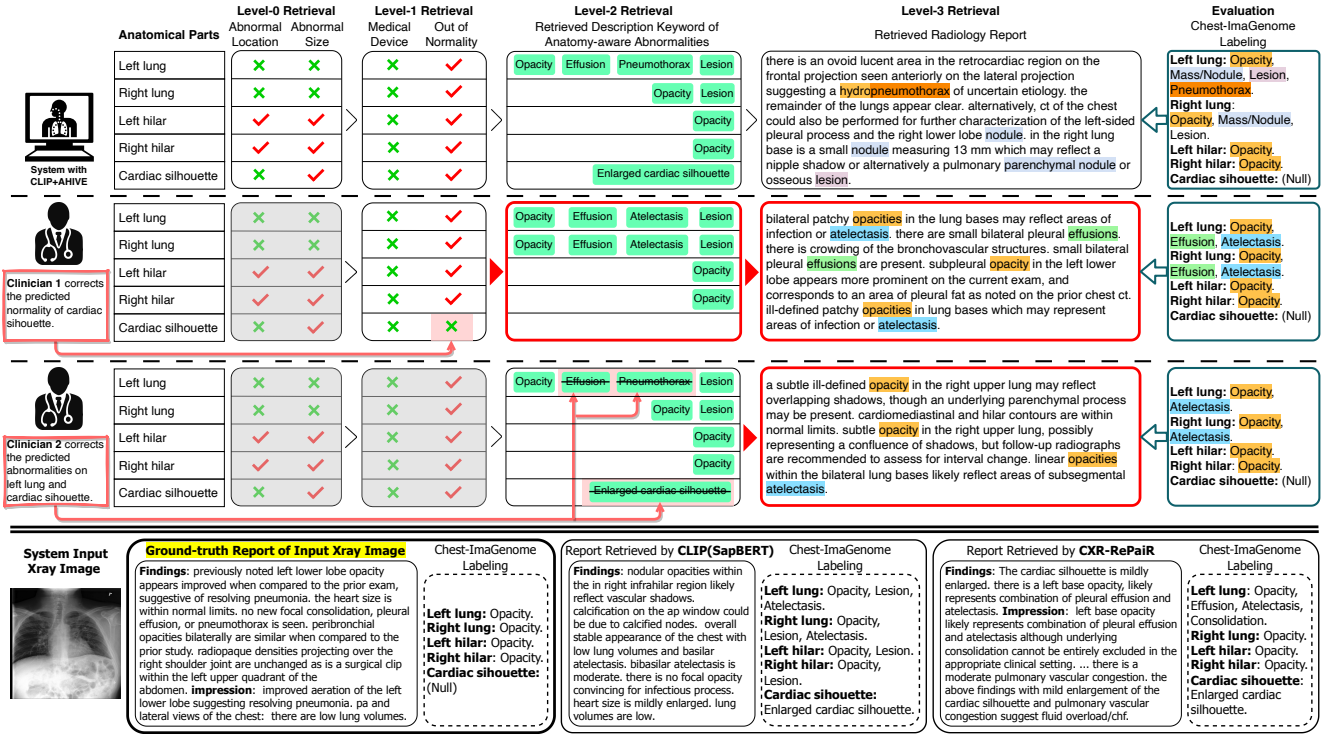 Level-0 Retrieval
Level-1 Retrieval
Level-2 Retrieval
Level-3 Retrieval
Evaluation
Anatomical Parts
Abnormal Location
Abnormal Size
Medical Device
Out of Normality
Retrieved Description Keyword of Anatomy-aware Abnormalities
Retrieved Radiology Report
Chest-ImaGenome Labeling
System with
CLIP+AHIVE
Left lung
Right lung
Left hilar
Right hilar
Cardiac silhouette
Opacity Effusion Pneumothorax Lesion
Opacity Lesion
Opacity
Opacity
Enlarged cardiac silhouette
there is an ovoid lucent area in the retrocardiac region on the
frontal projection seen anteriorly on the lateral projection
suggesting a hydropneumothorax of uncertain etiology. the
remainder of the lungs appear clear. alternatively, ct of the chest
could also be performed for further characterization of the left-sided
pleural process and the right lower lobe nodule. in the right lung
base is a small nodule measuring 13 mm which may reflect a
nipple shadow or alternatively a pulmonary parenchymal nodule or
osseous lesion.
Left lung: Opacity,
Mass/Nodule, Lesion,
Pneumothorax.
Right lung:
Opacity, Mass/Nodule,
Lesion.
Left hilar: Opacity.
Right hilar: Opacity.
Cardiac sihouette: (Null)
Clinician 1 corrects
the predicted
normality of cardiac
sihouette.
Left lung
Right lung
Left hilar
Right hilar
Cardiac silhouette
Opacity Effusion Atelectasis Lesion
Opacity Effusion Atelectasis Lesion
Opacity
Opacity
bilateral patchy opacities in the lung bases may reflect areas of
infection or atelectasis. there are small bilateral pleural effusions.
there is crowding of the bronchovascular structures. small bilateral
pleural effusions are present. subpleural opacity in the left lower
lobe appears more prominent on the current exam, and
corresponds to an area of pleural fat as noted on the prior chest ct.
ill-defined patchy opacities in lung bases which may represent
areas of infection or atelectasis.
Left lung: Opacity,
Effusion, Atelectasis.
Right lung: Opacity,
Effusion, Atelectasis.
Left hilar: Opacity.
Right hilar: Opacity.
Cardiac sihouette: (Null)
Clinician 2 corrects
the predicted
abnormalities on
left lung and
cardiac silhouette.
Left lung
Right lung
Left hilar
Right hilar
Cardiac silhouette
Opacity Effusion Pneumothorax Lesion
Opacity Lesion
Opacity
Opacity
Enlarged cardiac silhouette
a subtle ill-defined opacity in the right upper lung may reflect
overlapping shadows, though an underlying parenchymal process
may be present. cardiomediastinal and hilar contours are within
normal limits. subtle opacity in the right upper lung, possibly
representing a confluence of shadows, but follow-up radiographs
are recommended to assess for interval change. linear opacities
within the bilateral lung bases likely reflect areas of subsegmental
atelectasis.
Left lung: Opacity,
Atelectasis.
Right lung: Opacity,
Atelectasis.
Left hilar: Opacity.
Right hilar: Opacity.
Cardiac sihouette: (Null)
System Input
Xray Image
Ground-truth Report of Input Xray Image
Chest-ImaGenome
Labeling
Findings: previously noted left lower lobe opacity
appears improved when compared to the prior exam,
suggestive of resolving pneumonia. the heart size is
within normal limits. no new focal consolidation, pleural
effusion, or pneumothorax is seen. peribronchial
opacities bilaterally are similar when compared to the
prior study. radiopaque densities projecting over the
right shoulder joint are unchanged as is a surgical clip
within the left upper quadrant of the
abdomen. impression: improved aeration of the left
lower lobe suggesting resolving pneumonia. pa and
lateral views of the chest: there are low lung volumes.
Left lung: Opacity.
Right lung: Opacity.
Left hilar: Opacity.
Right hilar: Opacity.
Cardiac sihouette:
(Null)
Report Retrieved by CLIP(SapBERT)
Chest-ImaGenome
Labeling
Findings: nodular opacities within
the in right infrahilar region likely
reflect vascular shadows.
calcification on the ap window could
be due to calcified nodes. overall
stable appearance of the chest with
low lung volumes and basilar
atelectasis. bibasilar atelectasis is
moderate. there is no focal opacity
convincing for infectious process.
heart size is mildly enlarged. lung
volumes are low.
Left lung: Opacity, Lesion,
Atelectasis.
Right lung: Opacity,
Lesion, Atelectasis.
Left hilar: Opacity, Lesion.
Right hilar: Opacity,
Lesion.
Cardiac sihouette:
Enlarged cardiac silhouette.
Report Retrieved by CXR-RePaiR
Chest-ImaGenome
Labeling
Findings: The cardiac silhouette is mildly
enlarged. there is a left base opacity, likely
represents combination of pleural effusion and
atelectasis. Impression: left base opacity
likely represents combination of pleural effusion
and atelectasis although underlying
consolidation cannot be entirely excluded in the
appropriate clinical setting. ... there is a
moderate pulmonary vascular congestion. the
above findings with mild enlargement of the
cardiac silhouette and pulmonary vascular
congestion suggest fluid overload/chf.
Left lung: Opacity,
Effusion, Atelectasis,
Consolidation.
Right lung: Opacity.
Left hilar: Opacity.
Right hilar: Opacity.
Cardiac sihouette:
Enlarged cardiac
silhouette.